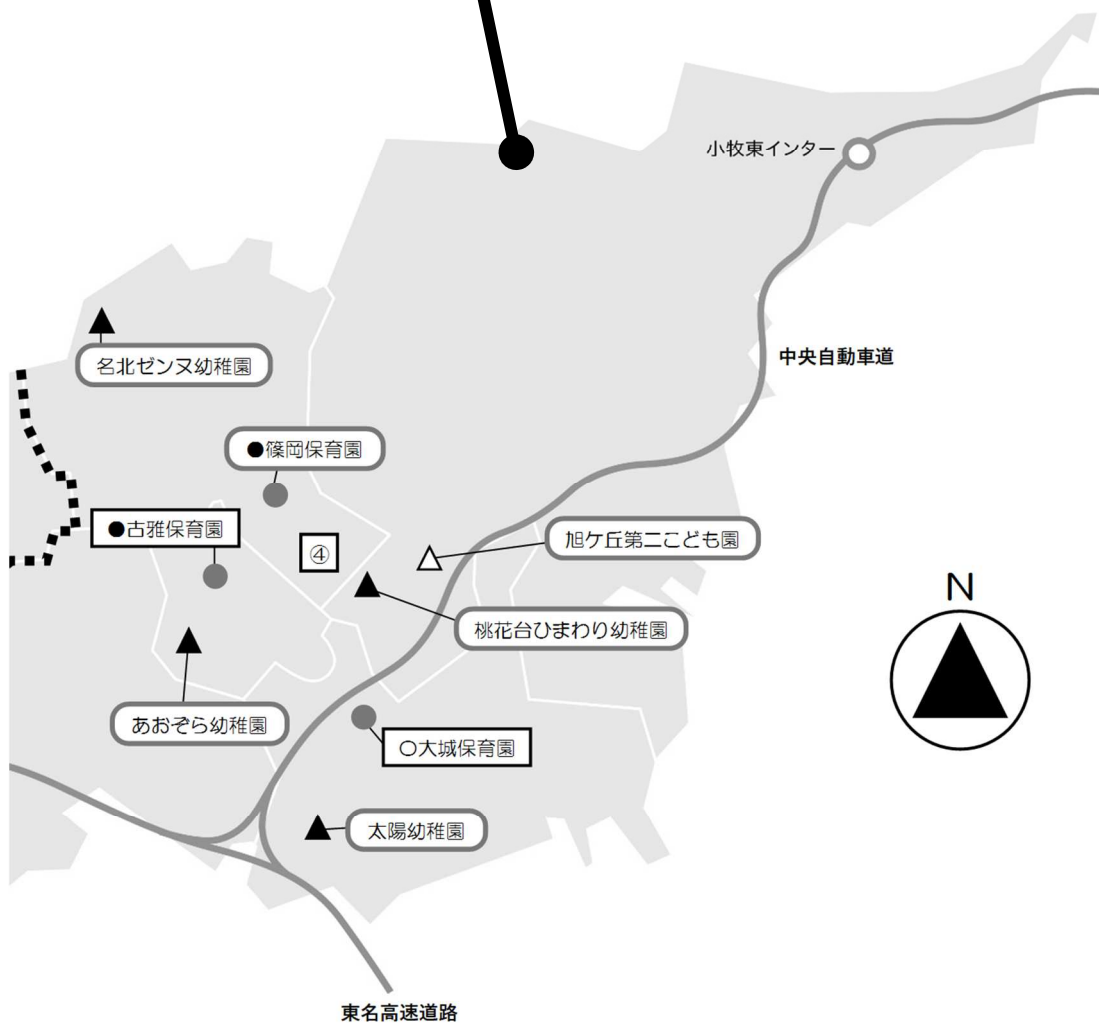 小牧東インター
中央自動車道
名北ゼンヌ幼稚園
●篠岡保育園
●古雅保育園
④
旭ケ丘第二こども園
桃花台ひまわり幼稚園
N
あおぞら幼稚園
○大城保育園
太陽幼稚園
東名高速道路